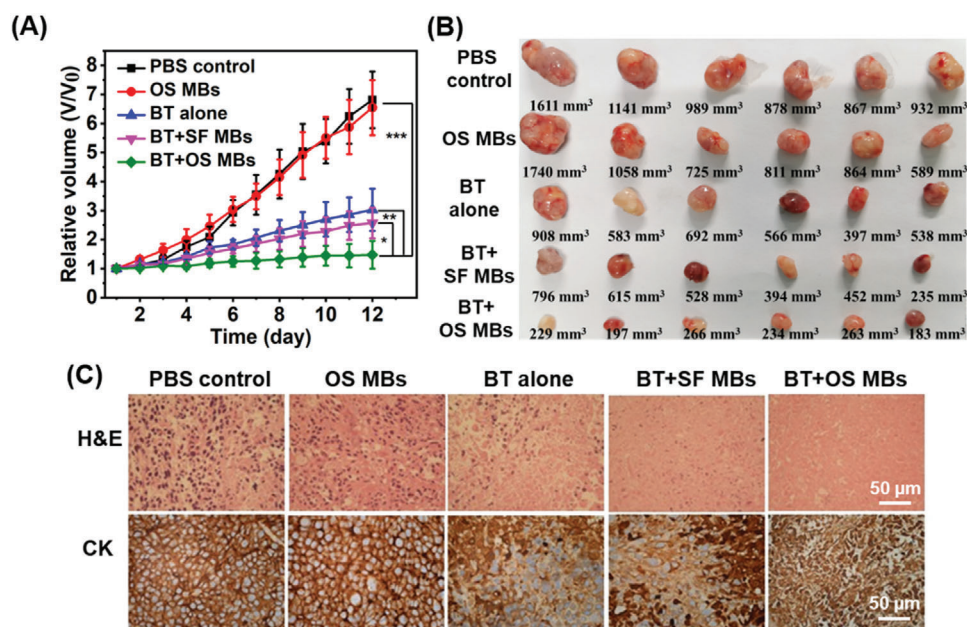 (A)
Relative volume (V/V0)
8
7
6
5
4
3
2
1
0
PBS control
OS MBs
BT alone
BT+SF MBs
BT+OS MBs
***
**
*
2 4 6 8 10 12
Time (day)
(B)
PBS
control
1611 mm³ 1141 mm³ 989 mm³ 878 mm³ 867 mm³ 932 mm³
OS MBs
1740 mm³ 1058 mm³ 725 mm³ 811 mm³ 864 mm³ 589 mm³
BT
alone
908 mm³ 583 mm³ 692 mm³ 566 mm³ 397 mm³ 538 mm³
BT+
SF MBs
796 mm³ 615 mm³ 528 mm³ 394 mm³ 452 mm³ 235 mm³
BT+
OS MBs
229 mm³ 197 mm³ 266 mm³ 234 mm³ 263 mm³ 183 mm³
(C)
PBS control OS MBs BT alone BT+SF MBs BT+OS MBs
H&E
50 μm
CK
50 μm